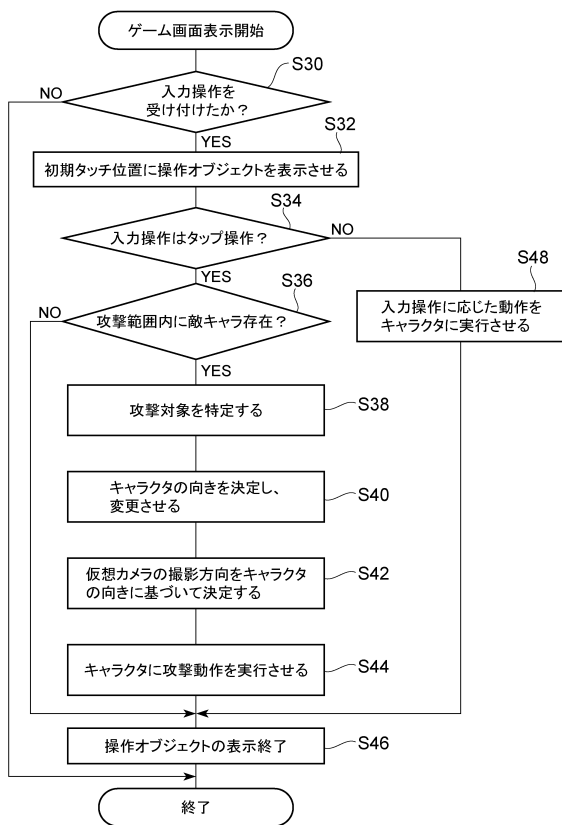 ゲーム画面表示開始
S30
入力操作を
受け付けたか？
NO
YES
S32
初期タッチ位置に操作オブジェクトを表示させる
S34
入力操作はタップ操作？
NO
YES
S48
入力操作に応じた動作を
キャラクタに実行させる
S36
攻撃範囲内に敵キャラ存在？
NO
YES
攻撃対象を特定する
S38
キャラクタの向きを決定し、
変更させる
S40
仮想カメラの撮影方向をキャラクタ
の向きに基づいて決定する
S42
キャラクタに攻撃動作を実行させる
S44
操作オブジェクトの表示終了
S46
終了